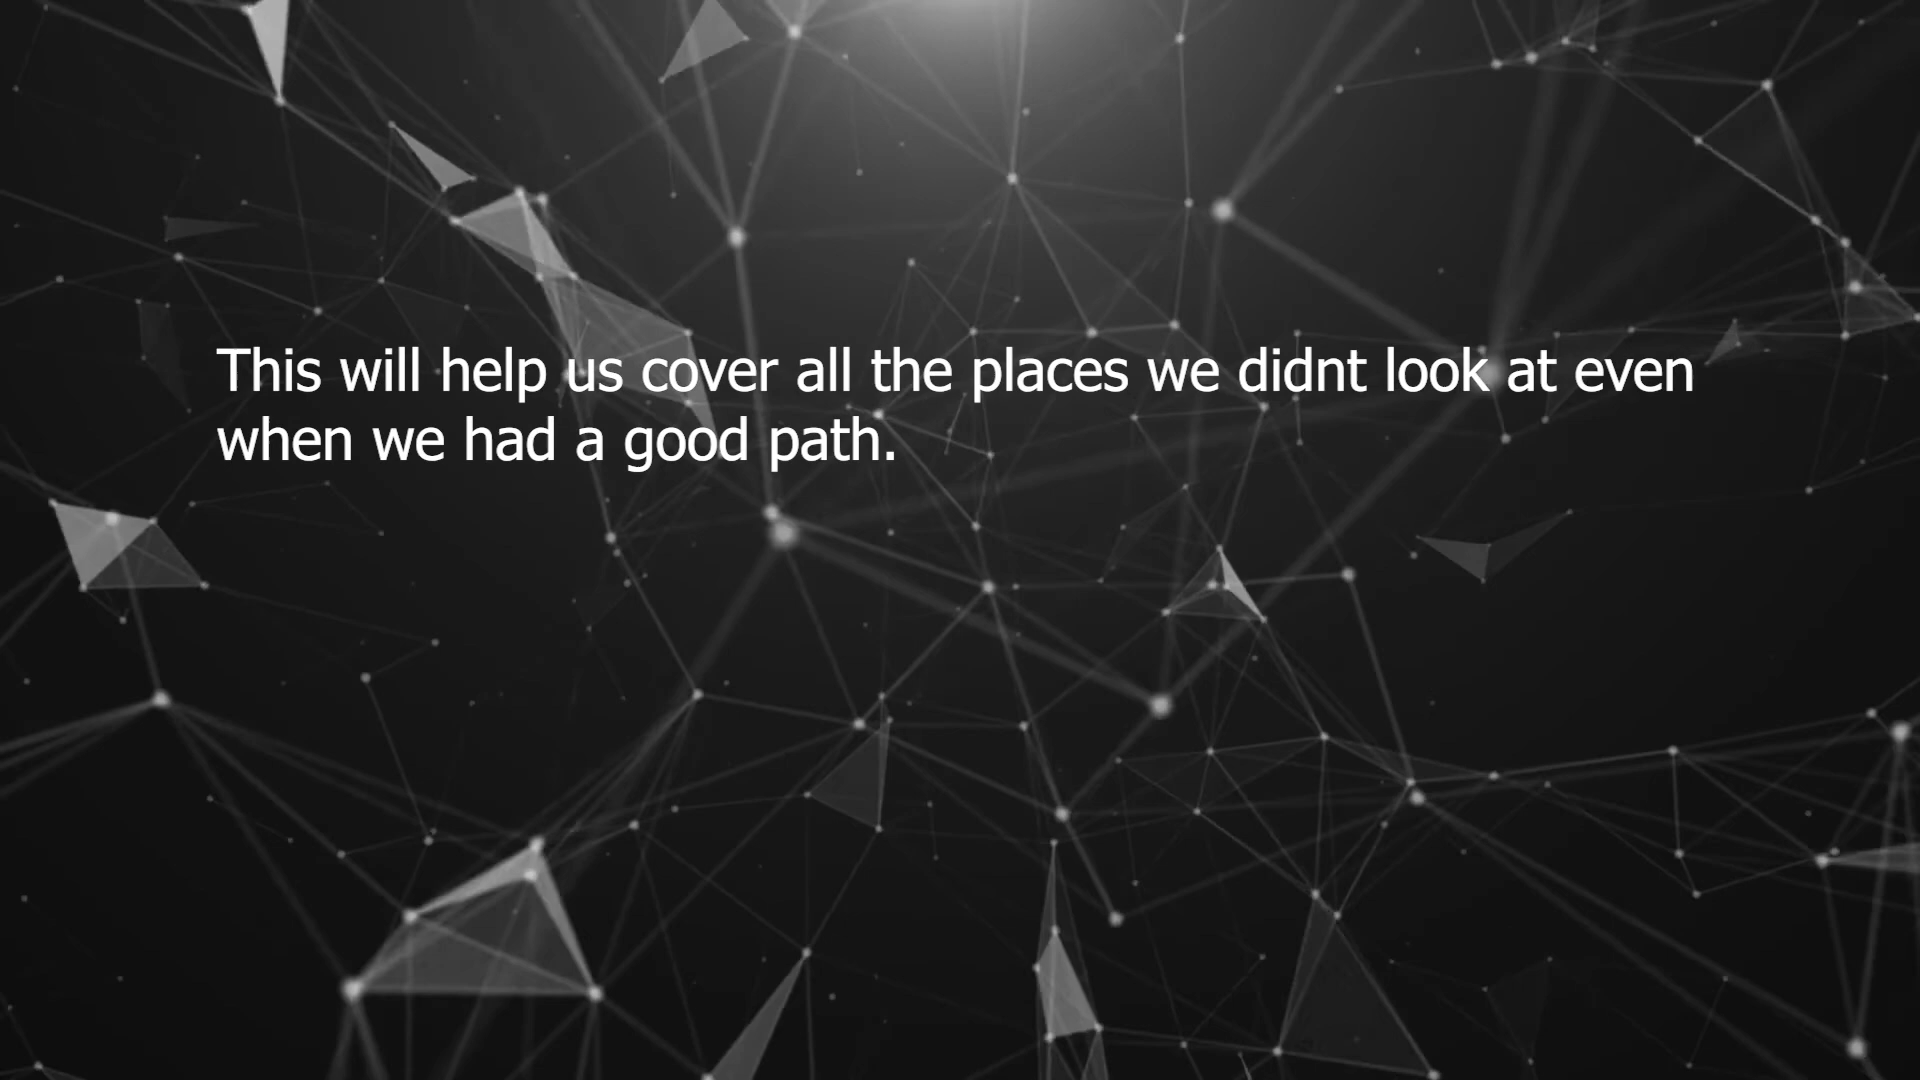 This will help us cover all the places we didnt look at even
when we had a good path.